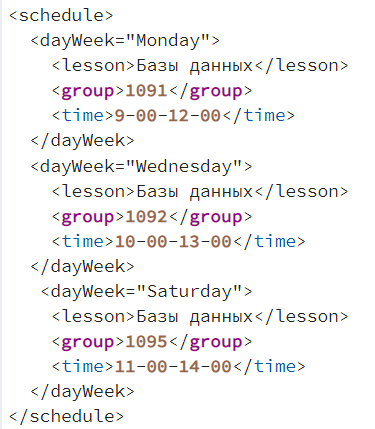 <schedule>
<dayWeek="Monday">
<lesson>Базы данных</lesson>
<group>1091</group>
<time>9-00-12-00</time>
</dayWeek>
<dayWeek="Wednesday">
<lesson>Базы данных</lesson>
<group>1092</group>
<time>10-00-13-00</time>
</dayWeek>
<dayWeek="Saturday">
<lesson>Базы данных</lesson>
<group>1095</group>
<time>11-00-14-00</time>
</dayWeek>
</schedule>